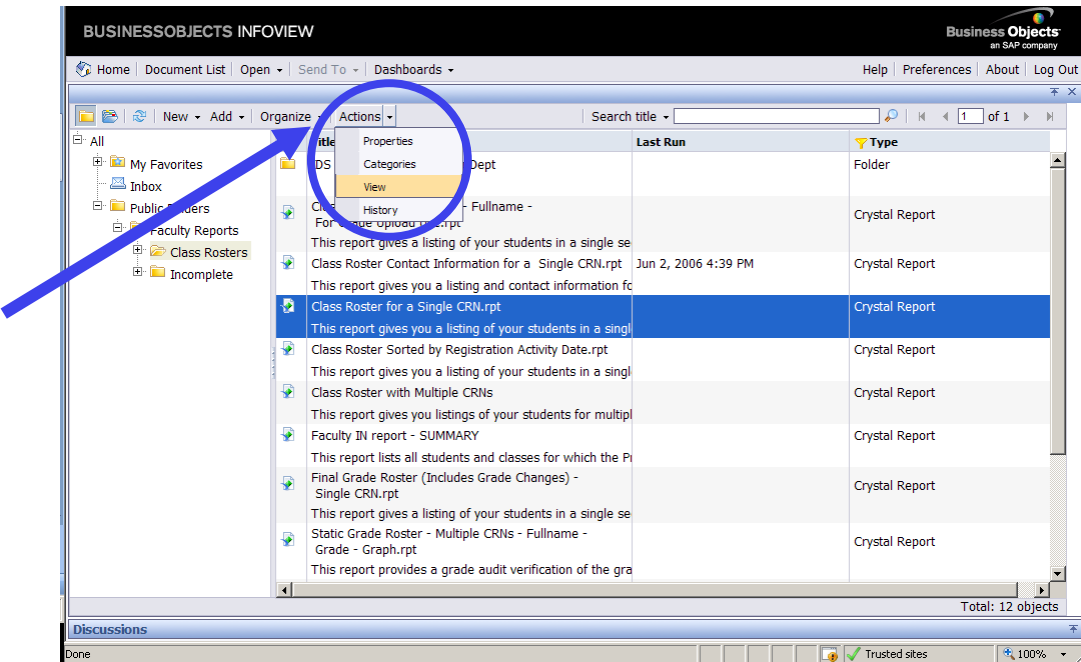 BUSINESSOBJECTS INFOVIEW
Business Objects
an SAP company
Home Document List Open Send To Dashboards Help Preferences About Log Out
New Add Organize Actions Search title 1 of 1
All
My Favorites
Inbox
Public Folders
Faculty Reports
Class Rosters
Incomplete
Properties
Categories
View
History
Title Last Run Type
DS Dept Folder
Fullname -
For Grade Upload Use.rpt Crystal Report
This report gives a listing of your students in a single se
Class Roster Contact Information for a Single CRN.rpt Jun 2, 2006 4:39 PM Crystal Report
This report gives you a listing and contact information fo
Class Roster for a Single CRN.rpt Crystal Report
This report gives you a listing of your students in a singl
Class Roster Sorted by Registration Activity Date.rpt Crystal Report
This report gives you a listing of your students in a singl
Class Roster with Multiple CRNs Crystal Report
This report gives you listings of your students for multipl
Faculty IN report - SUMMARY Crystal Report
This report lists all students and classes for which the Pr
Final Grade Roster (Includes Grade Changes) -
Single CRN.rpt Crystal Report
This report gives a listing of your students in a single se
Static Grade Roster - Multiple CRNs - Fullname -
Grade - Graph.rpt Crystal Report
This report provides a grade audit verification of the gra
Total: 12 objects
Discussions
Done Trusted sites 100%